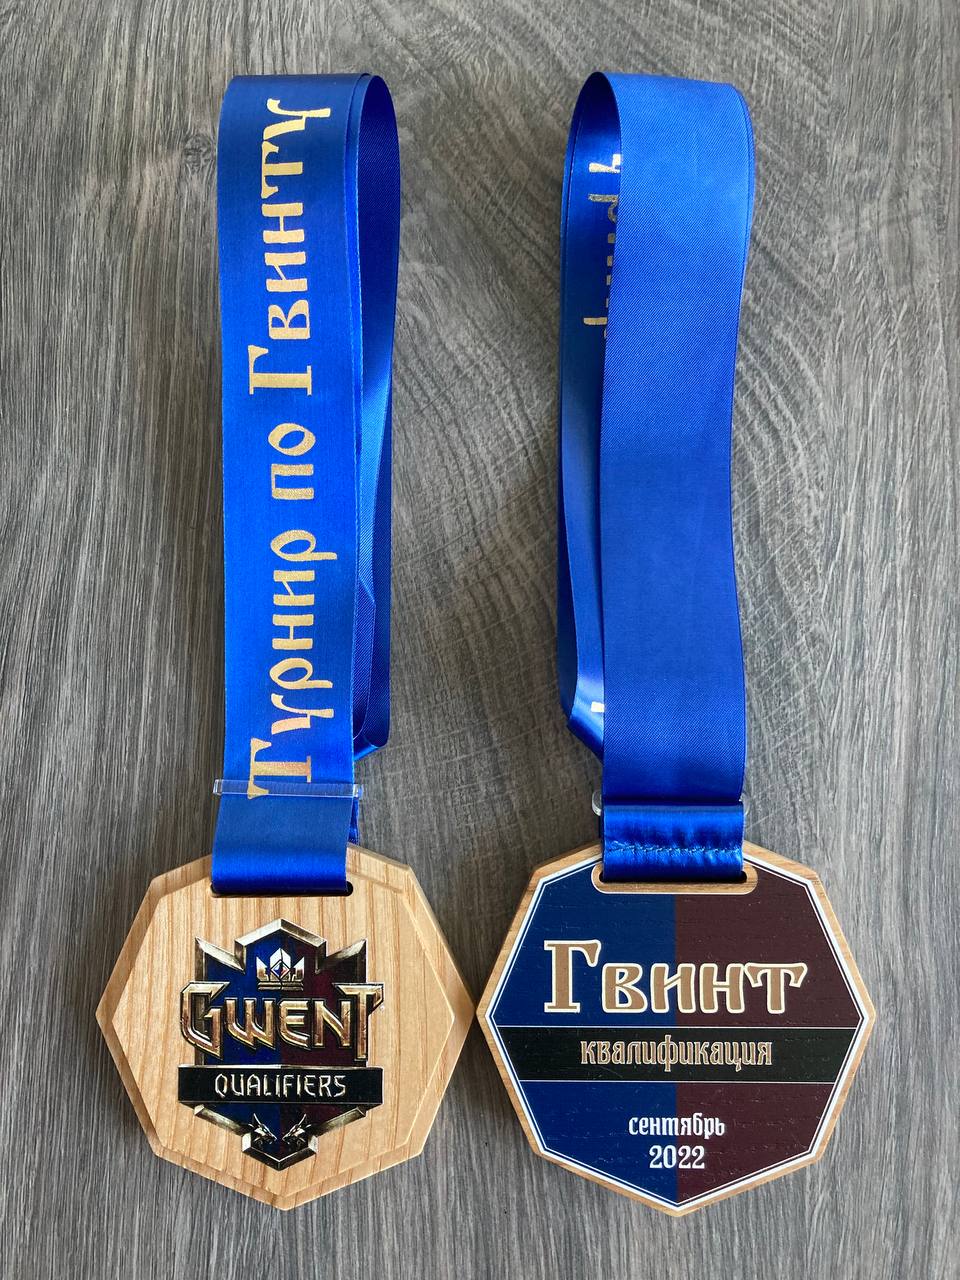 Турнир по Гвинту
GWENT
QUALIFIERS
Гвинт
квалификация
сентябрь
2022